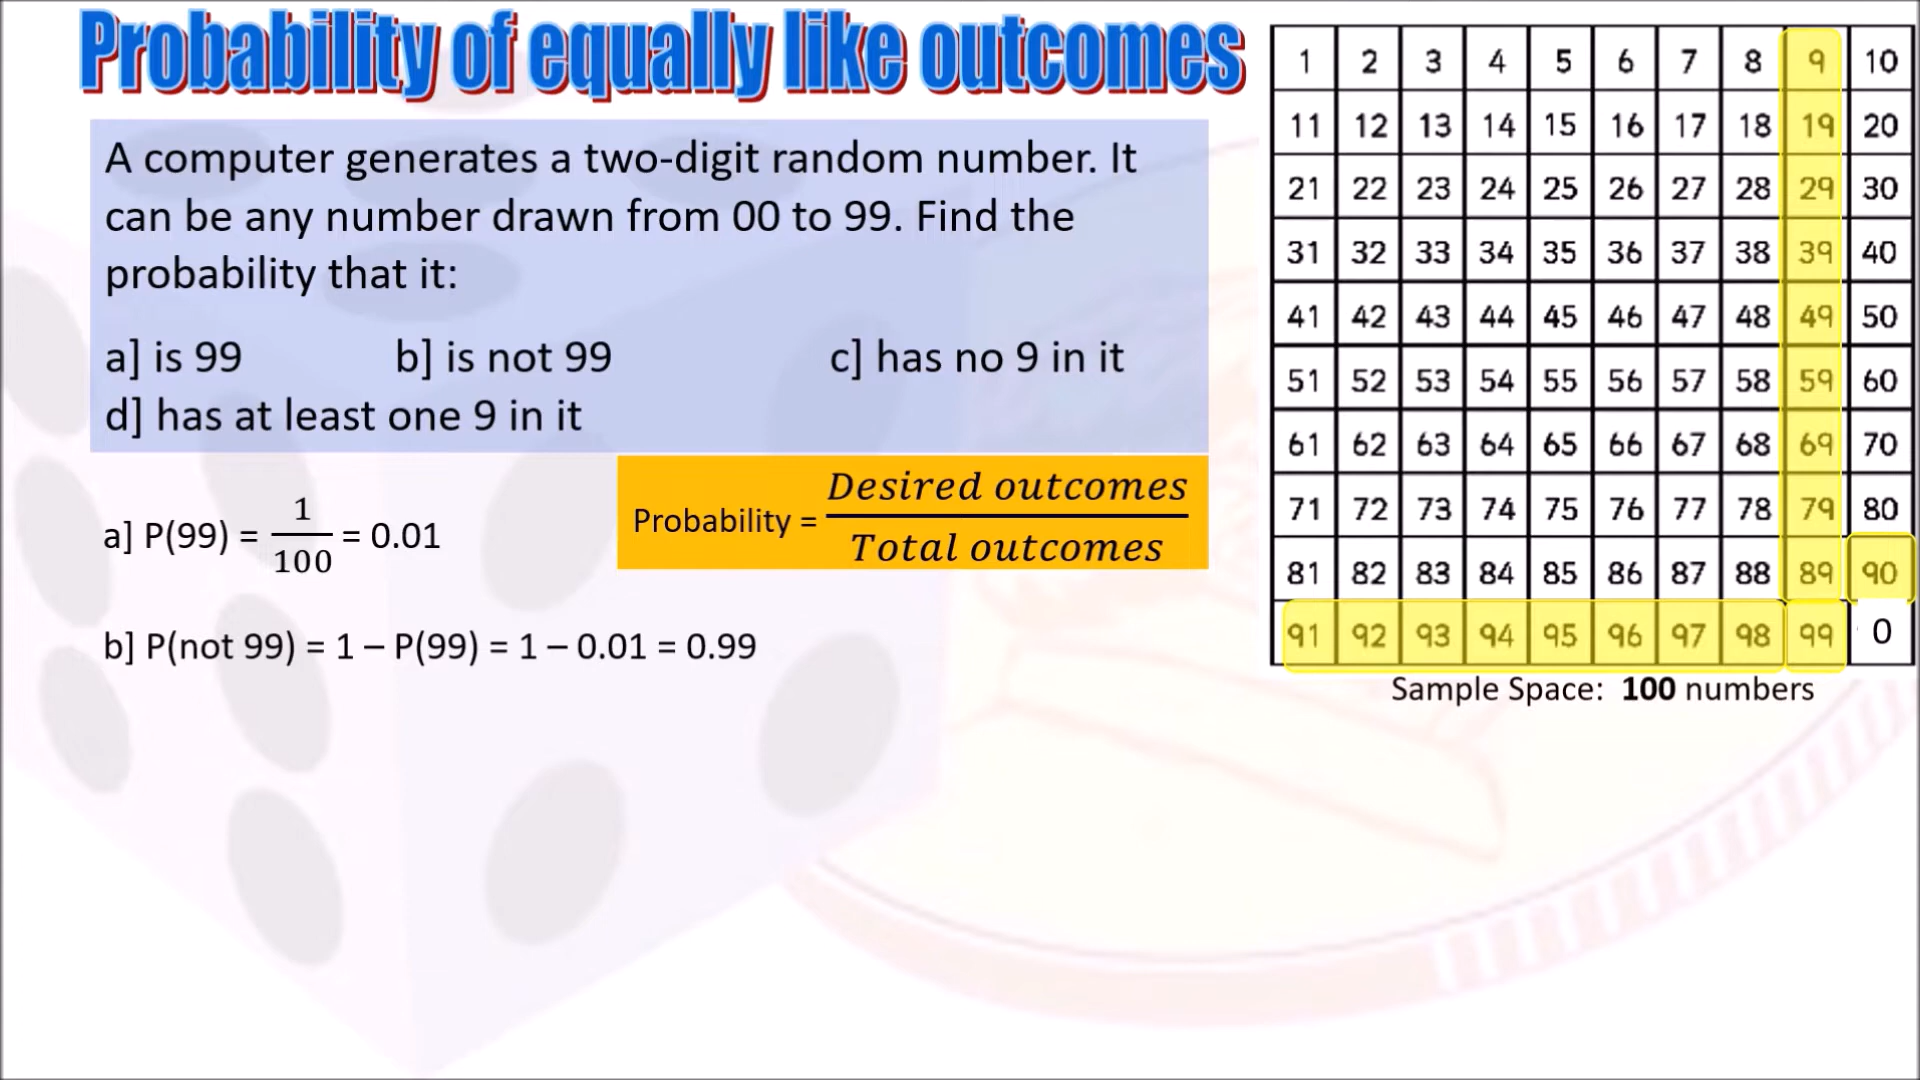 Probability of equally like outcomes
A computer generates a two-digit random number. It
can be any number drawn from 00 to 99. Find the
probability that it:
a] is 99 b] is not 99 c] has no 9 in it
d] has at least one 9 in it
Probability = Desired outcomes / Total outcomes
a] P(99) = 1/100 = 0.01
b] P(not 99) = 1 – P(99) = 1 – 0.01 = 0.99
1 2 3 4 5 6 7 8 9 10
11 12 13 14 15 16 17 18 19 20
21 22 23 24 25 26 27 28 29 30
31 32 33 34 35 36 37 38 39 40
41 42 43 44 45 46 47 48 49 50
51 52 53 54 55 56 57 58 59 60
61 62 63 64 65 66 67 68 69 70
71 72 73 74 75 76 77 78 79 80
81 82 83 84 85 86 87 88 89 90
91 92 93 94 95 96 97 98 99 0
Sample Space: 100 numbers